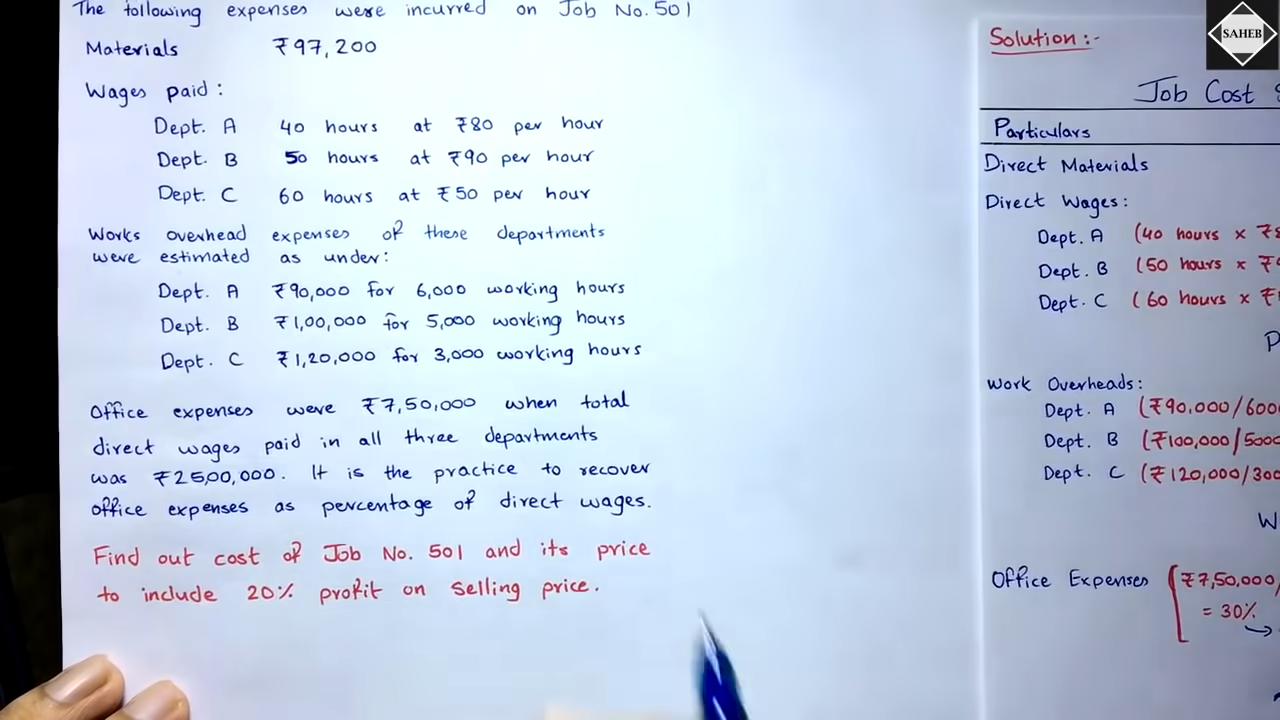 The following expenses were incurred on Job No. 501
Materials ₹97,200
Wages paid:
Dept. A 40 hours at ₹80 per hour
Dept. B 50 hours at ₹90 per hour
Dept. C 60 hours at ₹50 per hour
Works overhead expenses of these departments
were estimated as under:
Dept. A ₹90,000 for 6,000 working hours
Dept. B ₹1,00,000 for 5,000 working hours
Dept. C ₹1,20,000 for 3,000 working hours
Office expenses were ₹7,50,000 when total
direct wages paid in all three departments
was ₹25,00,000. It is the practice to recover
office expenses as percentage of direct wages.
Find out cost of Job No. 501 and its price
to include 20% profit on selling price.
SAHEB
Solution:-
Job Cost
Particulars
Direct Materials
Direct Wages:
Dept. A (40 hours x ₹8
Dept. B (50 hours x ₹
Dept. C (60 hours x ₹
P
Work Overheads:
Dept. A (₹90,000/600
Dept. B (₹100,000/5000
Dept. C (₹120,000/300
W
Office Expenses [₹7,50,000/
= 30%